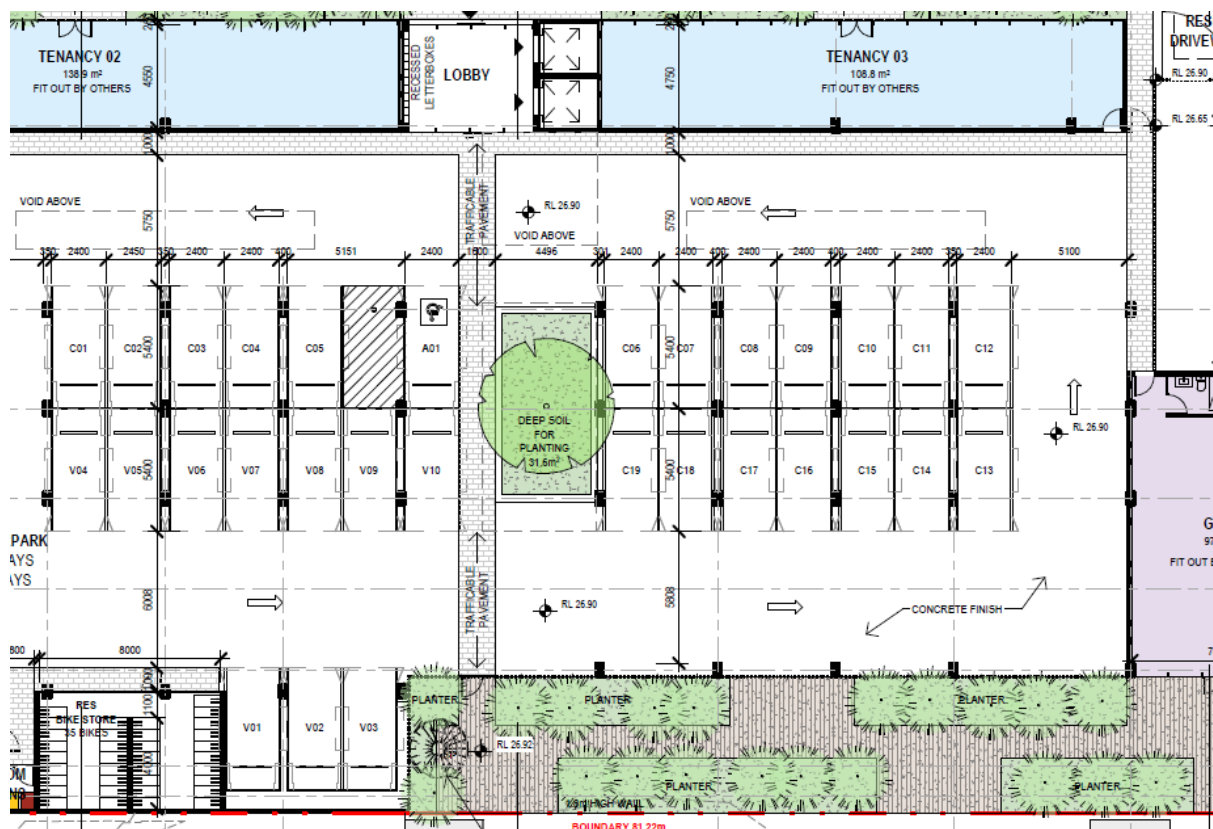 TENANCY 02
138.9 m²
FIT OUT BY OTHERS
RECESSED
LETTERBOXES
LOBBY
TENANCY 03
108.8 m²
FIT OUT BY OTHERS
RES
RL 26.90
RL 26.65
4550
4750
1000
1000
VOID ABOVE
5750
TRAFFICABLE
PAVEMENT
RL 26.90
VOID ABOVE
VOID ABOVE
5750
350
2400
2450
350
2400
2400
400
5151
2400
1600
4496
301
2400
2400
400
2400
2400
400
2400
2400
350
2400
5100
C01
C02
C03
C04
C05
A01
C06
C07
C08
C09
C10
C11
C12
5400
5400
DEEP SOIL
FOR
PLANTING
31.6m²
RL 26.90
V04
V05
V06
V07
V08
V09
V10
C19
C18
C17
C16
C15
C14
C13
5400
5400
PARK
AYS
AYS
G
97
FIT OUT
6008
TRAFFICABLE
PAVEMENT
RL 26.90
5808
CONCRETE FINISH
8000
1000
RES
BIKE STORE
35 BIKES
4000
V01
V02
V03
PLANTER
PLANTER
PLANTER
RL 26.92
PLANTER
PLANTER
HIGH WALL
BOUNDARY 81.22m